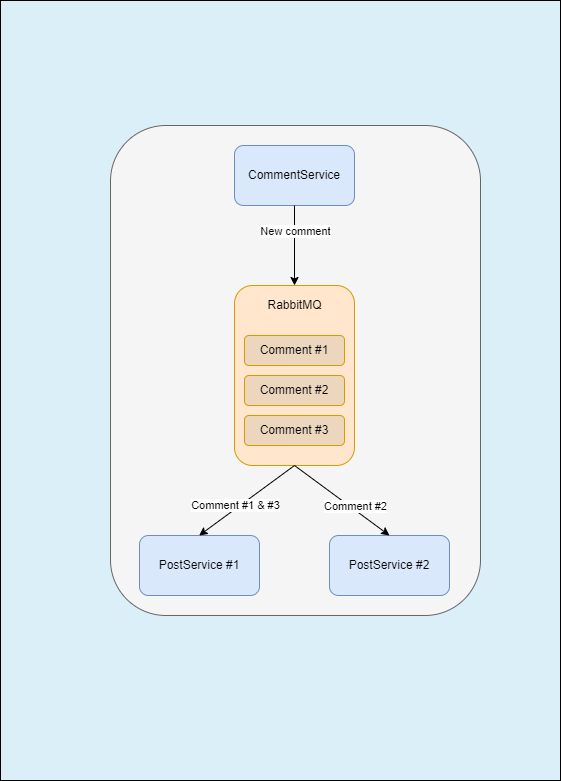 CommentService
New comment
RabbitMQ
Comment #1
Comment #2
Comment #3
Comment #1 & #3
Comment #2
PostService #1
PostService #2